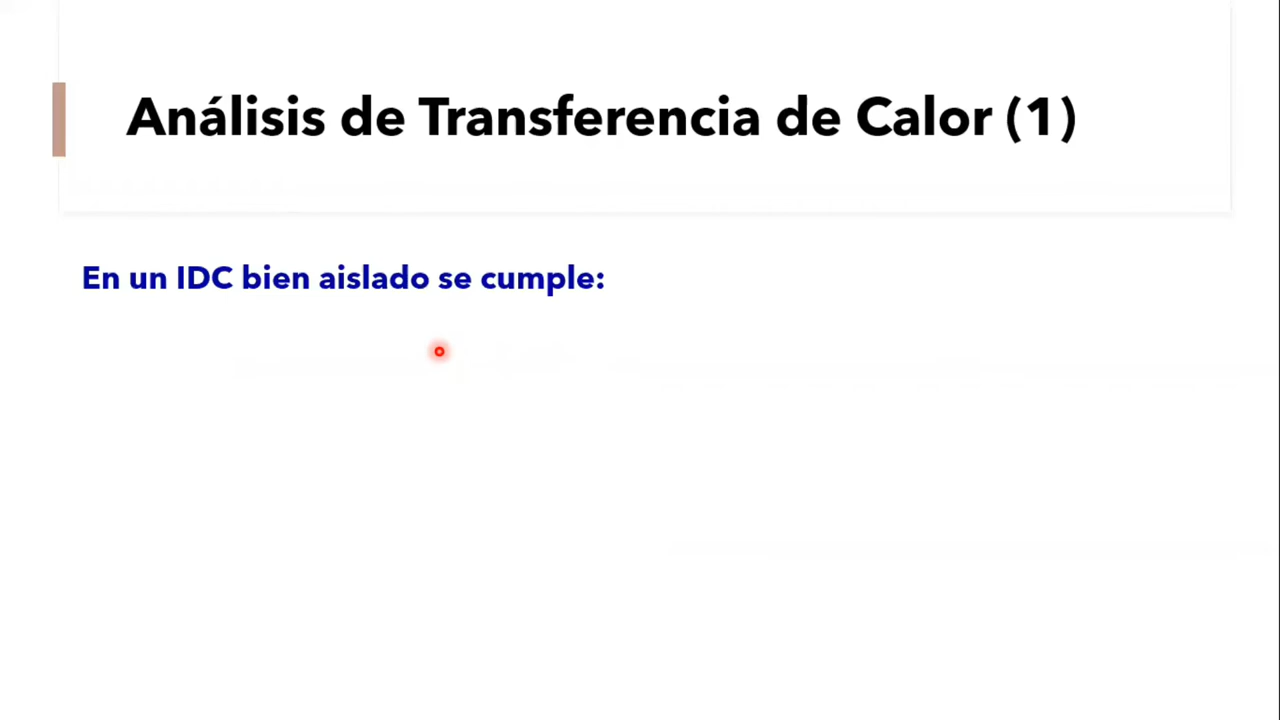 Análisis de Transferencia de Calor (1)
En un IDC bien aislado se cumple: